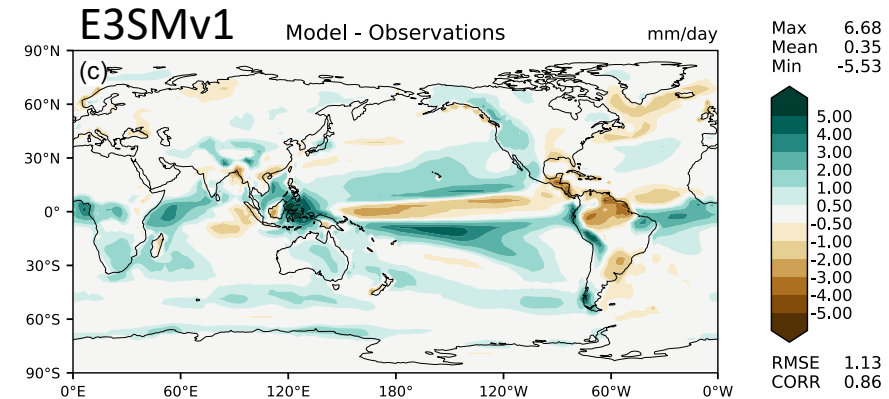 E3SMv1
Model - Observations
mm/day
(c)
90°N
60°N
30°N
0°
30°S
60°S
90°S
0°E 60°E 120°E 180° 120°W 60°W 0°W
Max 6.68
Mean 0.35
Min -5.53
5.00
4.00
3.00
2.00
1.00
0.50
-0.50
-1.00
-2.00
-3.00
-4.00
-5.00
RMSE 1.13
CORR 0.86